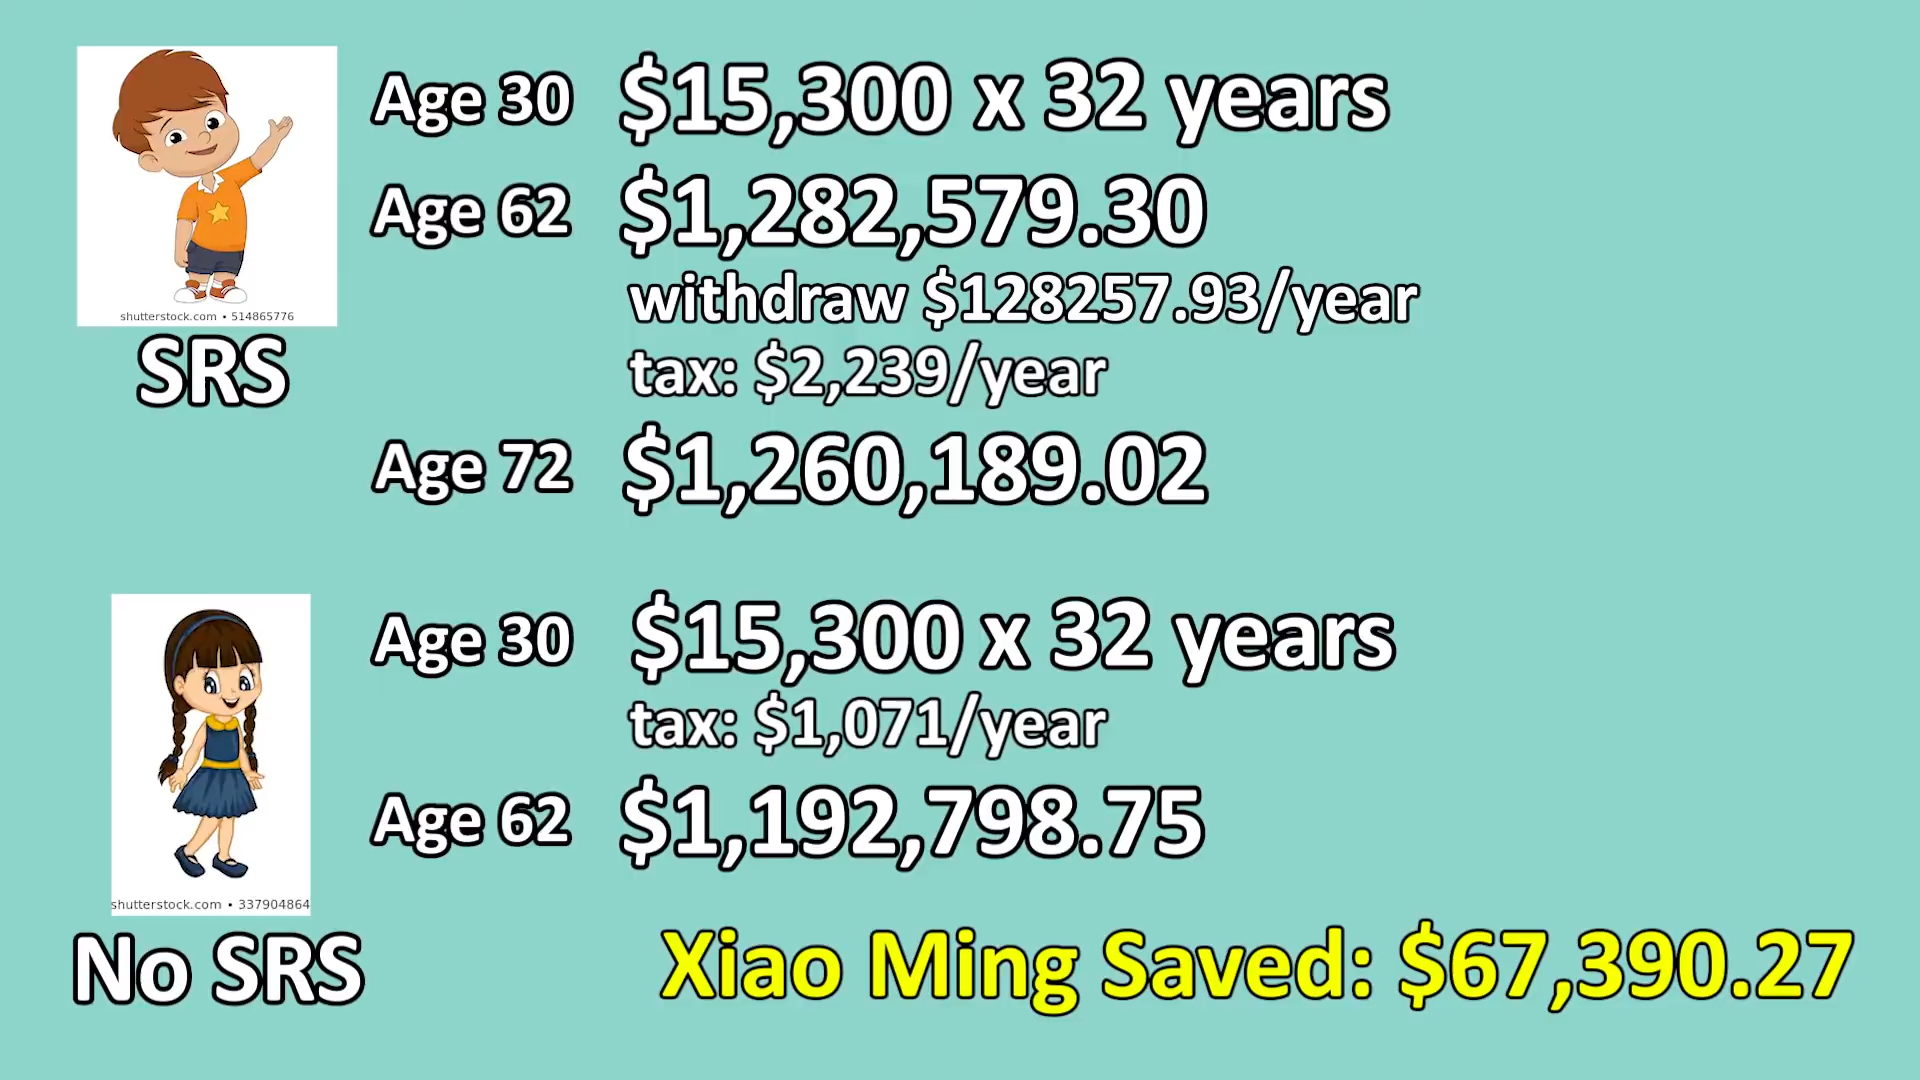 Age 30 $15,300 x 32 years
Age 62 $1,282,579.30
withdraw $128257.93/year
shutterstock.com • 514865776
SRS
tax: $2,239/year
Age 72 $1,260,189.02
Age 30 $15,300 x 32 years
tax: $1,071/year
Age 62 $1,192,798.75
shutterstock.com • 337904864
No SRS
Xiao Ming Saved: $67,390.27